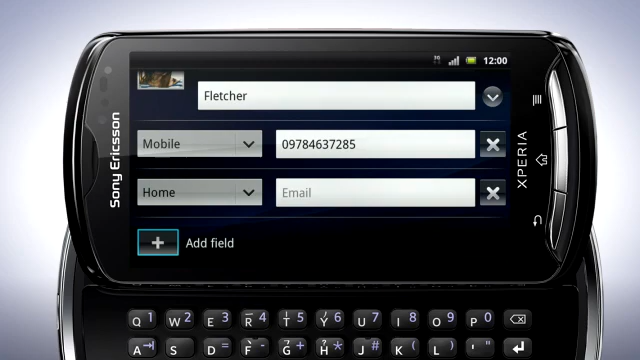 3G 12:00
Fletcher
Mobile 09784637285
Home Email
Add field
Sony Ericsson
XPERIA
Q 1 W 2 E 3 R 4 T 5 Y 6 U 7 I 8 O 9 P 0
A S D = F - G + H * J # K ( L ) ' "